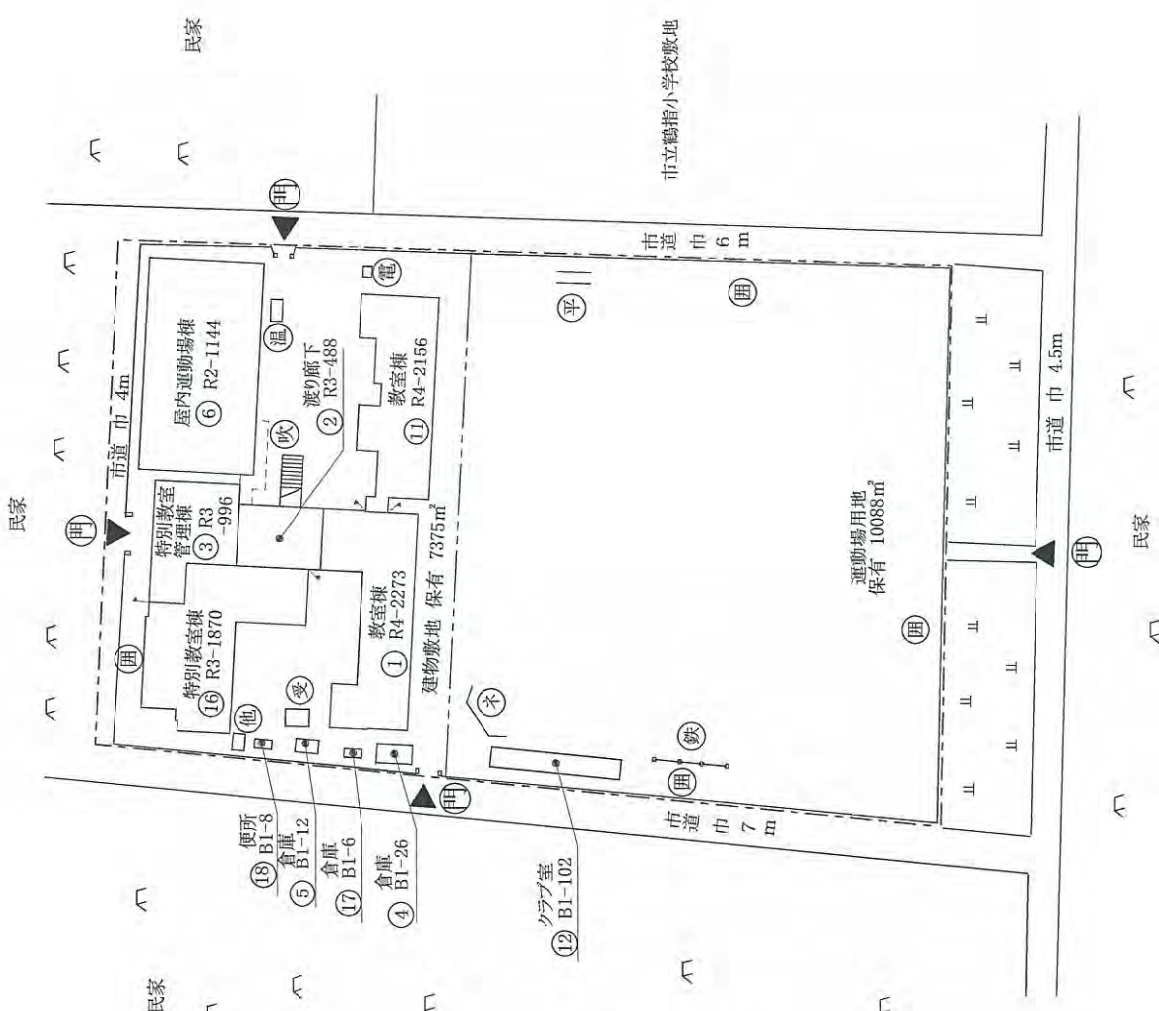 民家
市立鶴指小学校敷地
門
市道 巾 6 m
市道 巾 4m
屋内運動場棟
⑥ R2-1144
温
電
渡り廊下
② R3-488
吹
教室棟
⑪ R4-2156
平
囲
民家
門
特別教室
管理棟
③ R3
-996
囲
特別教室棟
⑯ R3-1870
教室棟
① R4-2273
建物敷地 保有 7375㎡
運動場用地
保有 10088㎡
囲
市道 巾 4.5m
門
民家
他
受
ネ
鉄
囲
門
市道 巾 7 m
便所
⑱ B1-8
倉庫
⑤ B1-12
倉庫
⑰ B1-6
倉庫
④ B1-26
クラブ室
⑫ B1-102
民家